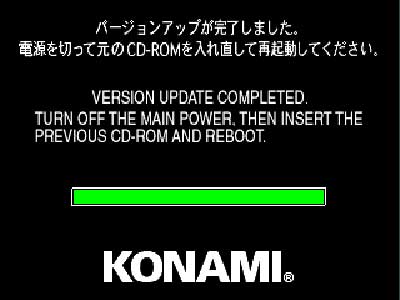 バージョンアップが完了しました。
電源を切って元のCD-ROMを入れ直して再起動してください。
VERSION UPDATE COMPLETED.
TURN OFF THE MAIN POWER, THEN INSERT THE
PREVIOUS CD-ROM AND REBOOT.
KONAMI®